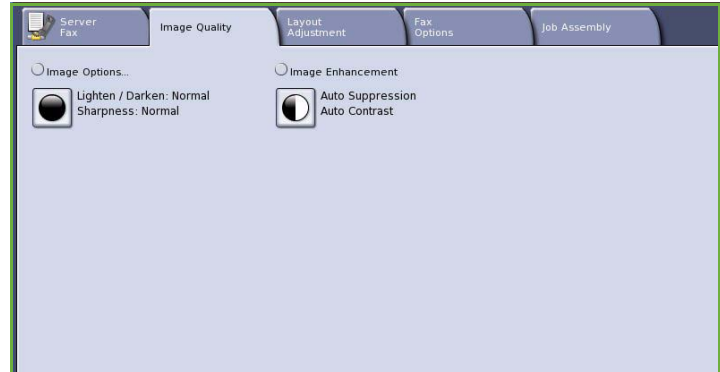 Server
Fax
Image Quality
Layout
Adjustment
Fax
Options
Job Assembly
Image Options...
Lighten / Darken: Normal
Sharpness: Normal
Image Enhancement
Auto Suppression
Auto Contrast